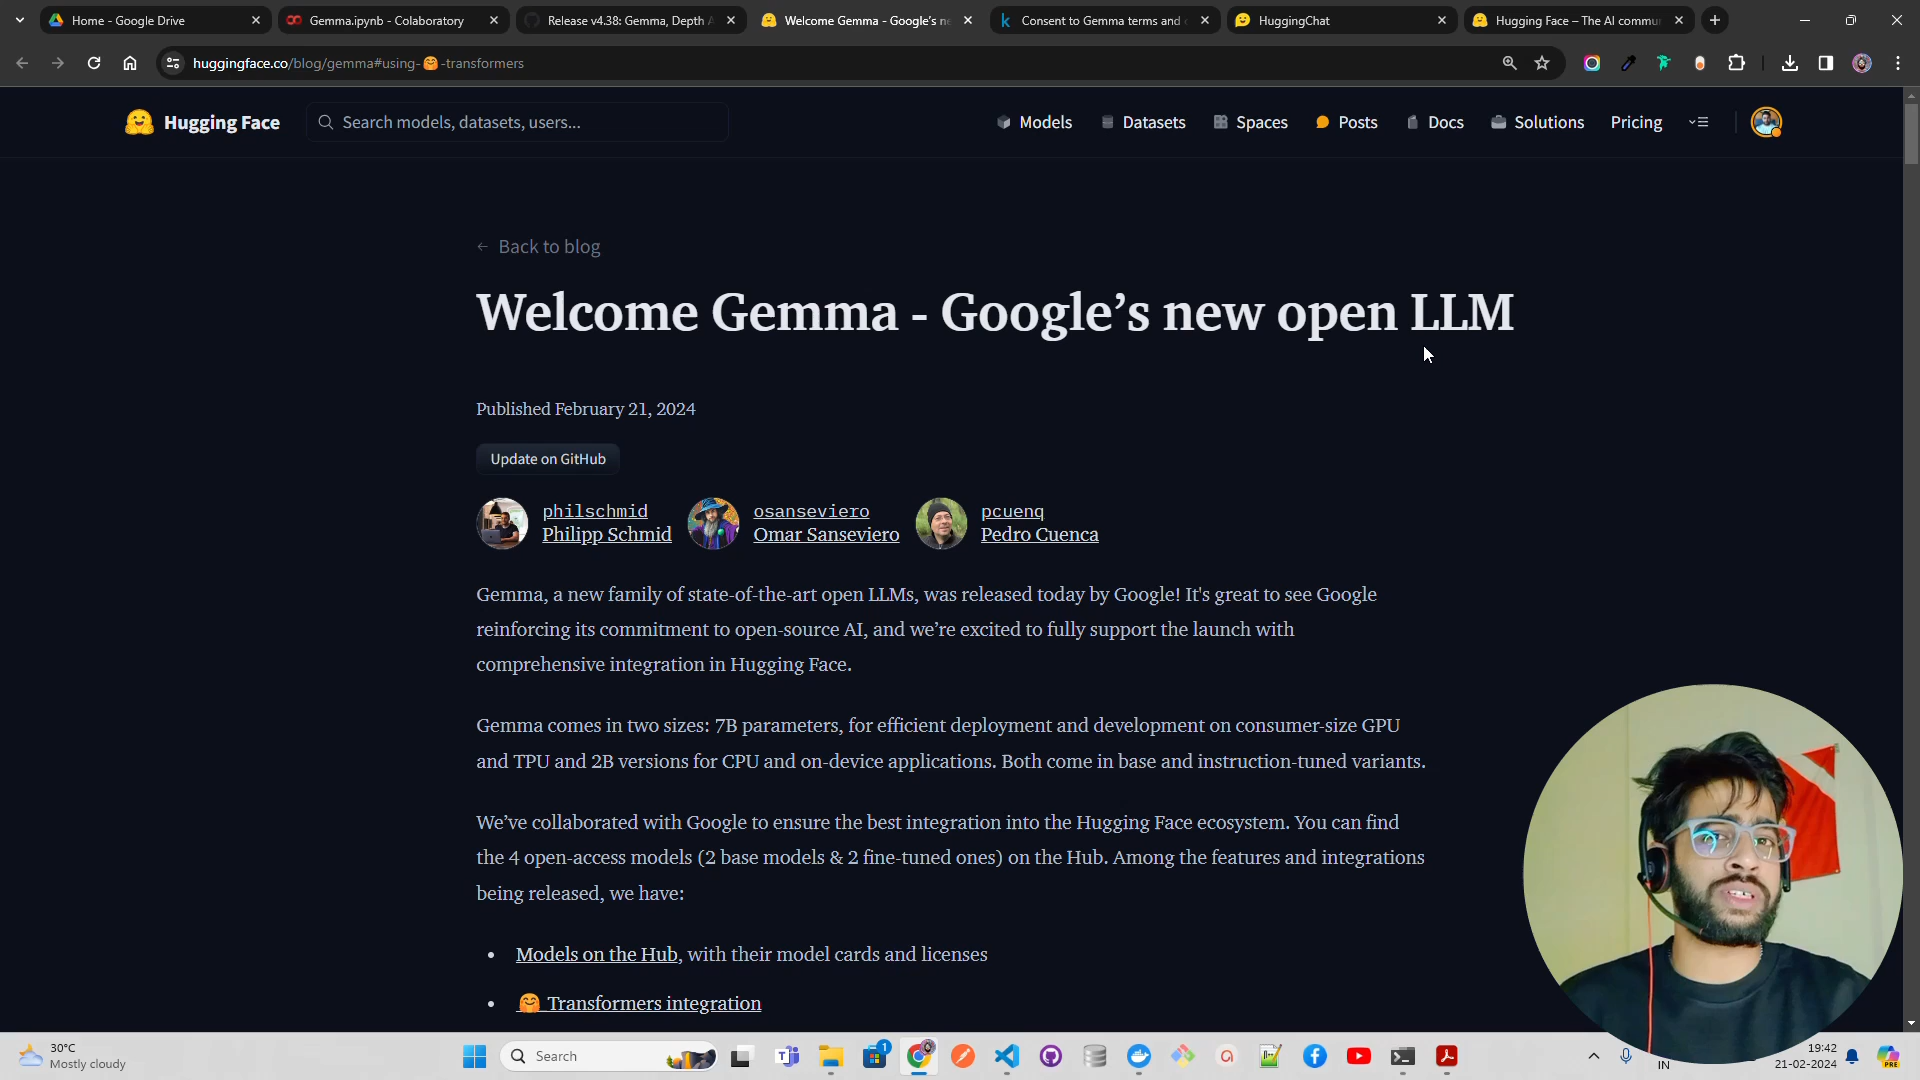 Home - Google Drive
Gemma.ipynb - Colaboratory
Release v4.38: Gemma, Depth
Welcome Gemma - Google's ne
Consent to Gemma terms and
HuggingChat
Hugging Face – The AI commu
huggingface.co/blog/gemma#using-🤗-transformers
Hugging Face
Search models, datasets, users...
Models
Datasets
Spaces
Posts
Docs
Solutions
Pricing
← Back to blog
Welcome Gemma - Google’s new open LLM
Published February 21, 2024
Update on GitHub
philschmid
Philipp Schmid
osanseviero
Omar Sanseviero
pcuenq
Pedro Cuenca
Gemma, a new family of state-of-the-art open LLMs, was released today by Google! It's great to see Google
reinforcing its commitment to open-source AI, and we’re excited to fully support the launch with
comprehensive integration in Hugging Face.
Gemma comes in two sizes: 7B parameters, for efficient deployment and development on consumer-size GPU
and TPU and 2B versions for CPU and on-device applications. Both come in base and instruction-tuned variants.
We’ve collaborated with Google to ensure the best integration into the Hugging Face ecosystem. You can find
the 4 open-access models (2 base models & 2 fine-tuned ones) on the Hub. Among the features and integrations
being released, we have:
• Models on the Hub, with their model cards and licenses
• 🤗 Transformers integration
30°C
Mostly cloudy
Search
1
IN
19:42
21-02-2024
PRE